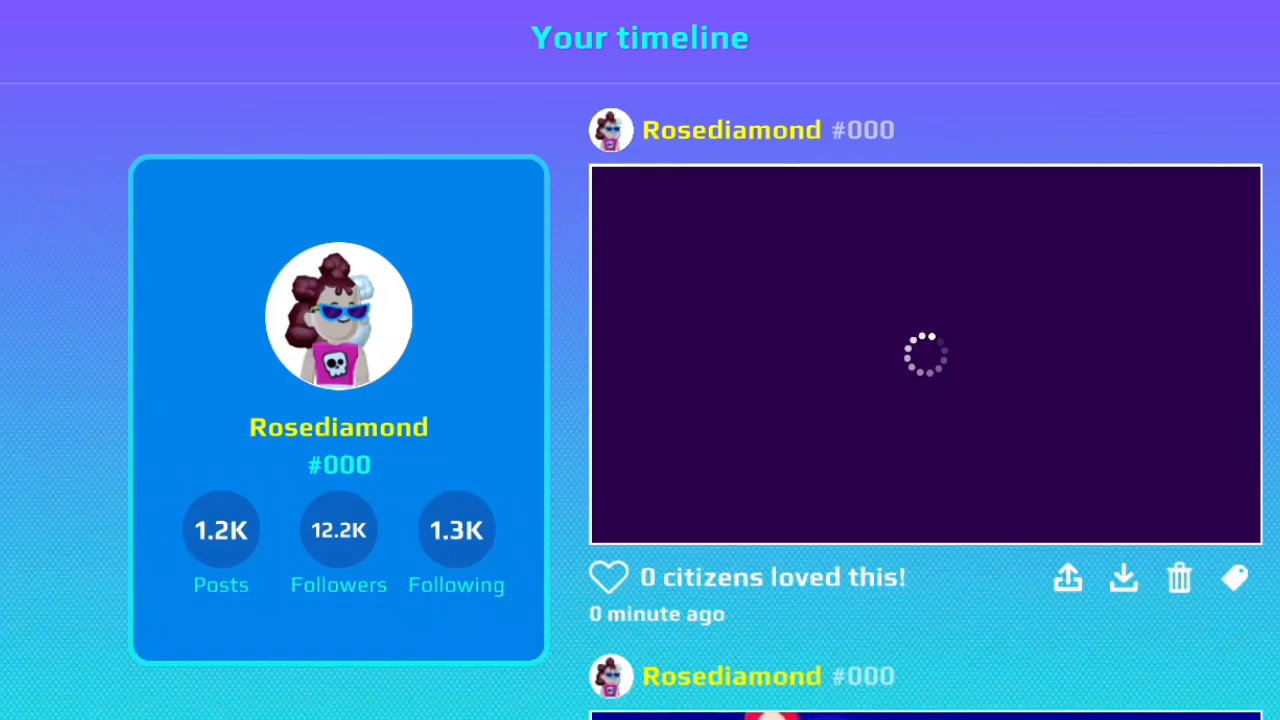 Your timeline
Rosediamond #000
Rosediamond
#000
1.2K 12.2K 1.3K
Posts Followers Following
0 citizens loved this!
0 minute ago
Rosediamond #000